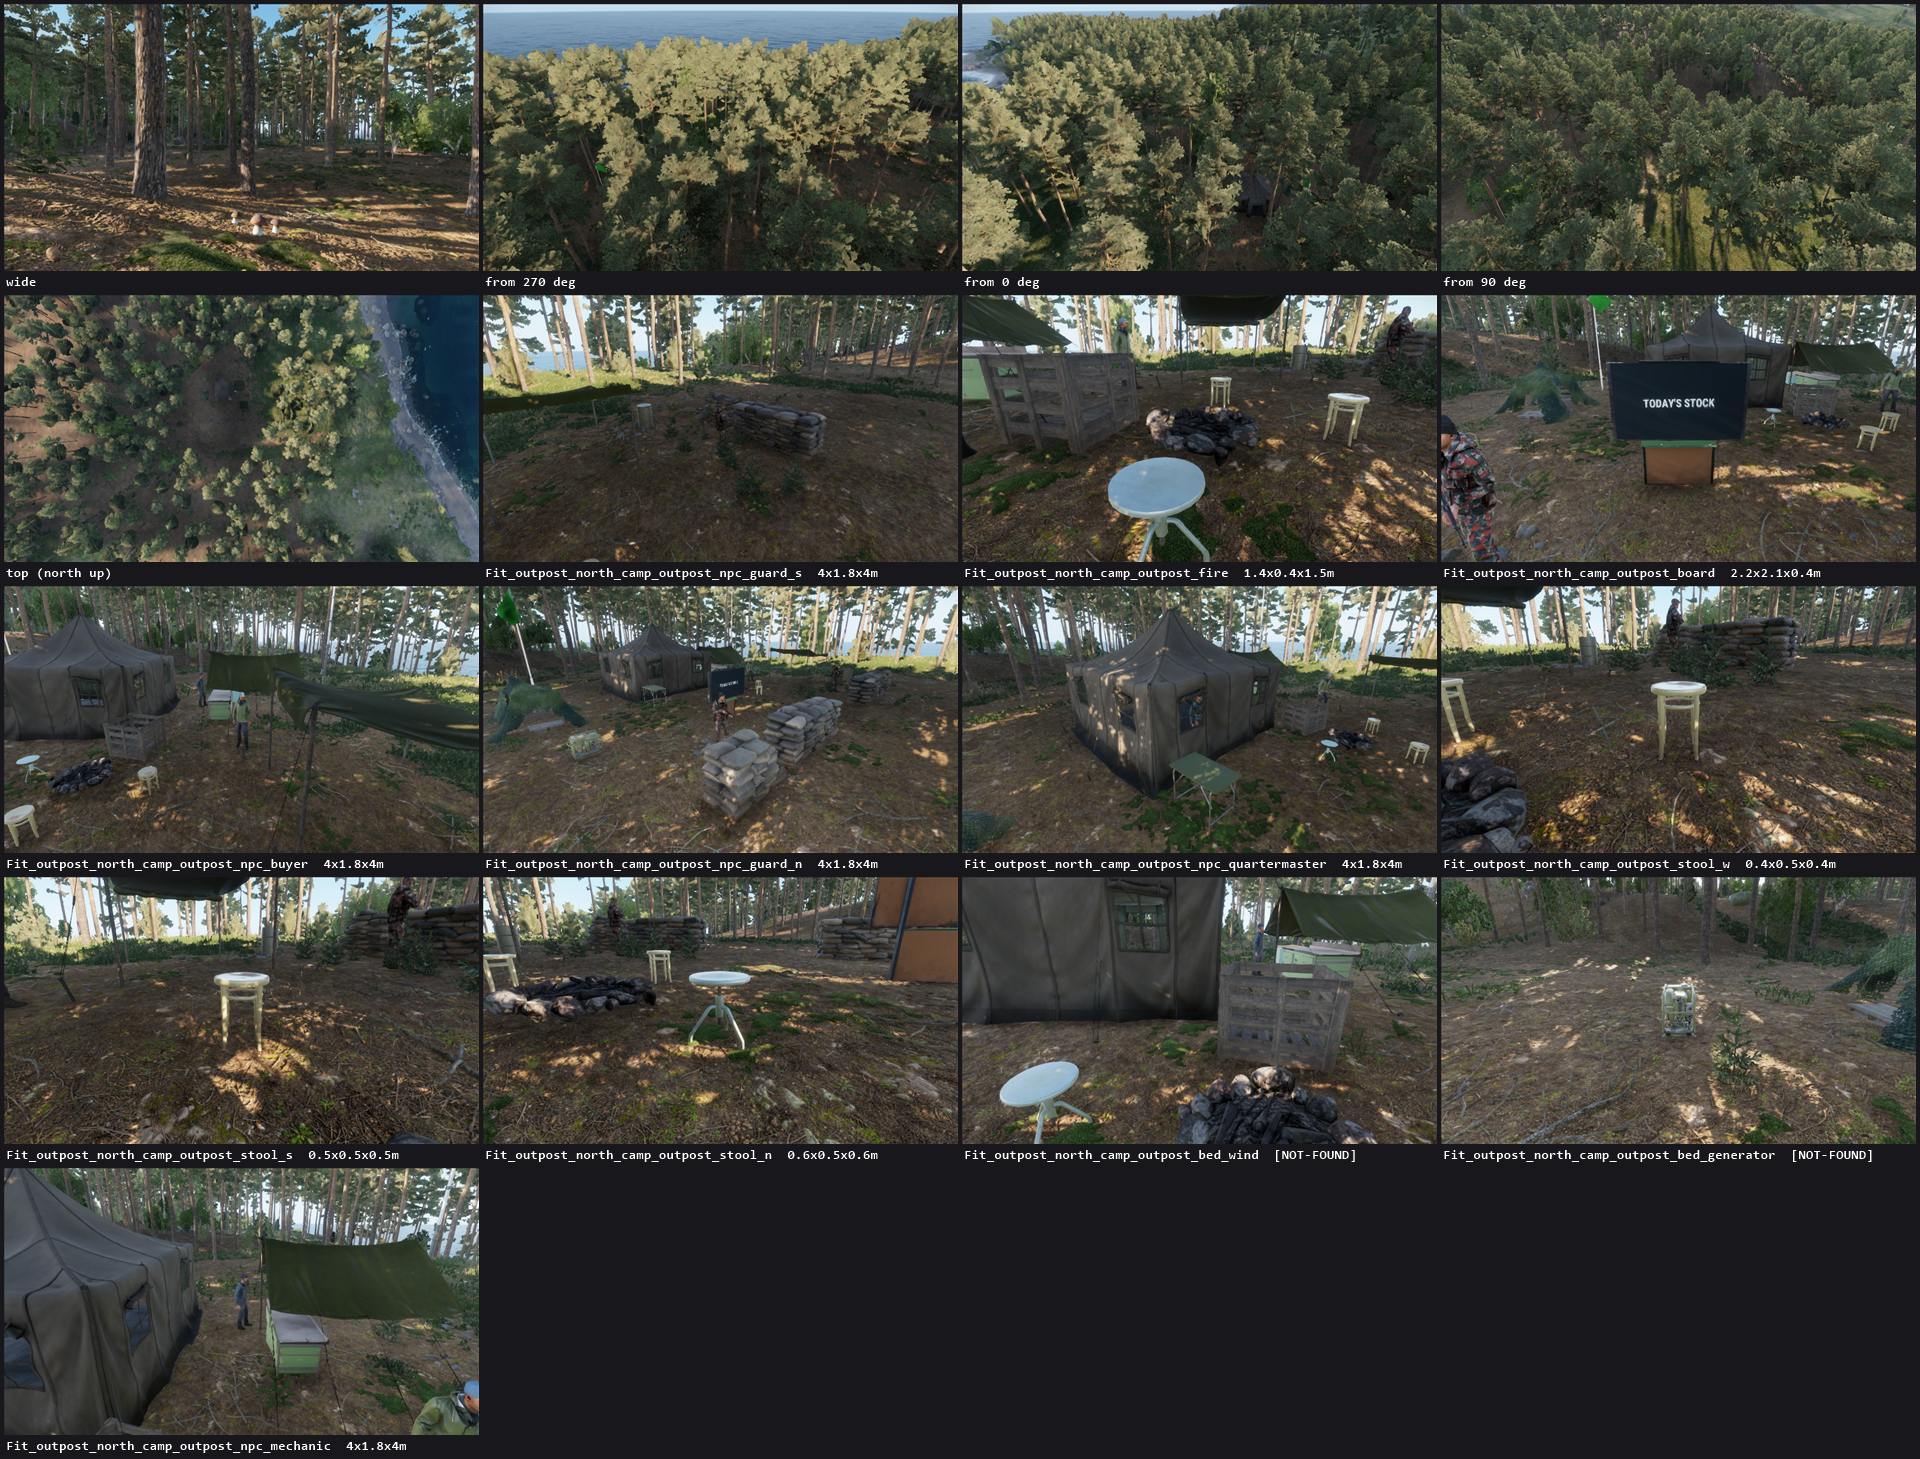 wide
from 270 deg
from 0 deg
from 90 deg
TODAY'S STOCK
top (north up)
Fit_outpost_north_camp_outpost_npc_guard_s 4x1.8x4m
Fit_outpost_north_camp_outpost_fire 1.4x0.4x1.5m
Fit_outpost_north_camp_outpost_board 2.2x2.1x0.4m
Fit_outpost_north_camp_outpost_npc_buyer 4x1.8x4m
Fit_outpost_north_camp_outpost_npc_guard_n 4x1.8x4m
Fit_outpost_north_camp_outpost_npc_quartermaster 4x1.8x4m
Fit_outpost_north_camp_outpost_stool_w 0.4x0.5x0.4m
Fit_outpost_north_camp_outpost_stool_s 0.5x0.5x0.5m
Fit_outpost_north_camp_outpost_stool_n 0.6x0.5x0.6m
Fit_outpost_north_camp_outpost_bed_wind [NOT-FOUND]
Fit_outpost_north_camp_outpost_bed_generator [NOT-FOUND]
Fit_outpost_north_camp_outpost_npc_mechanic 4x1.8x4m